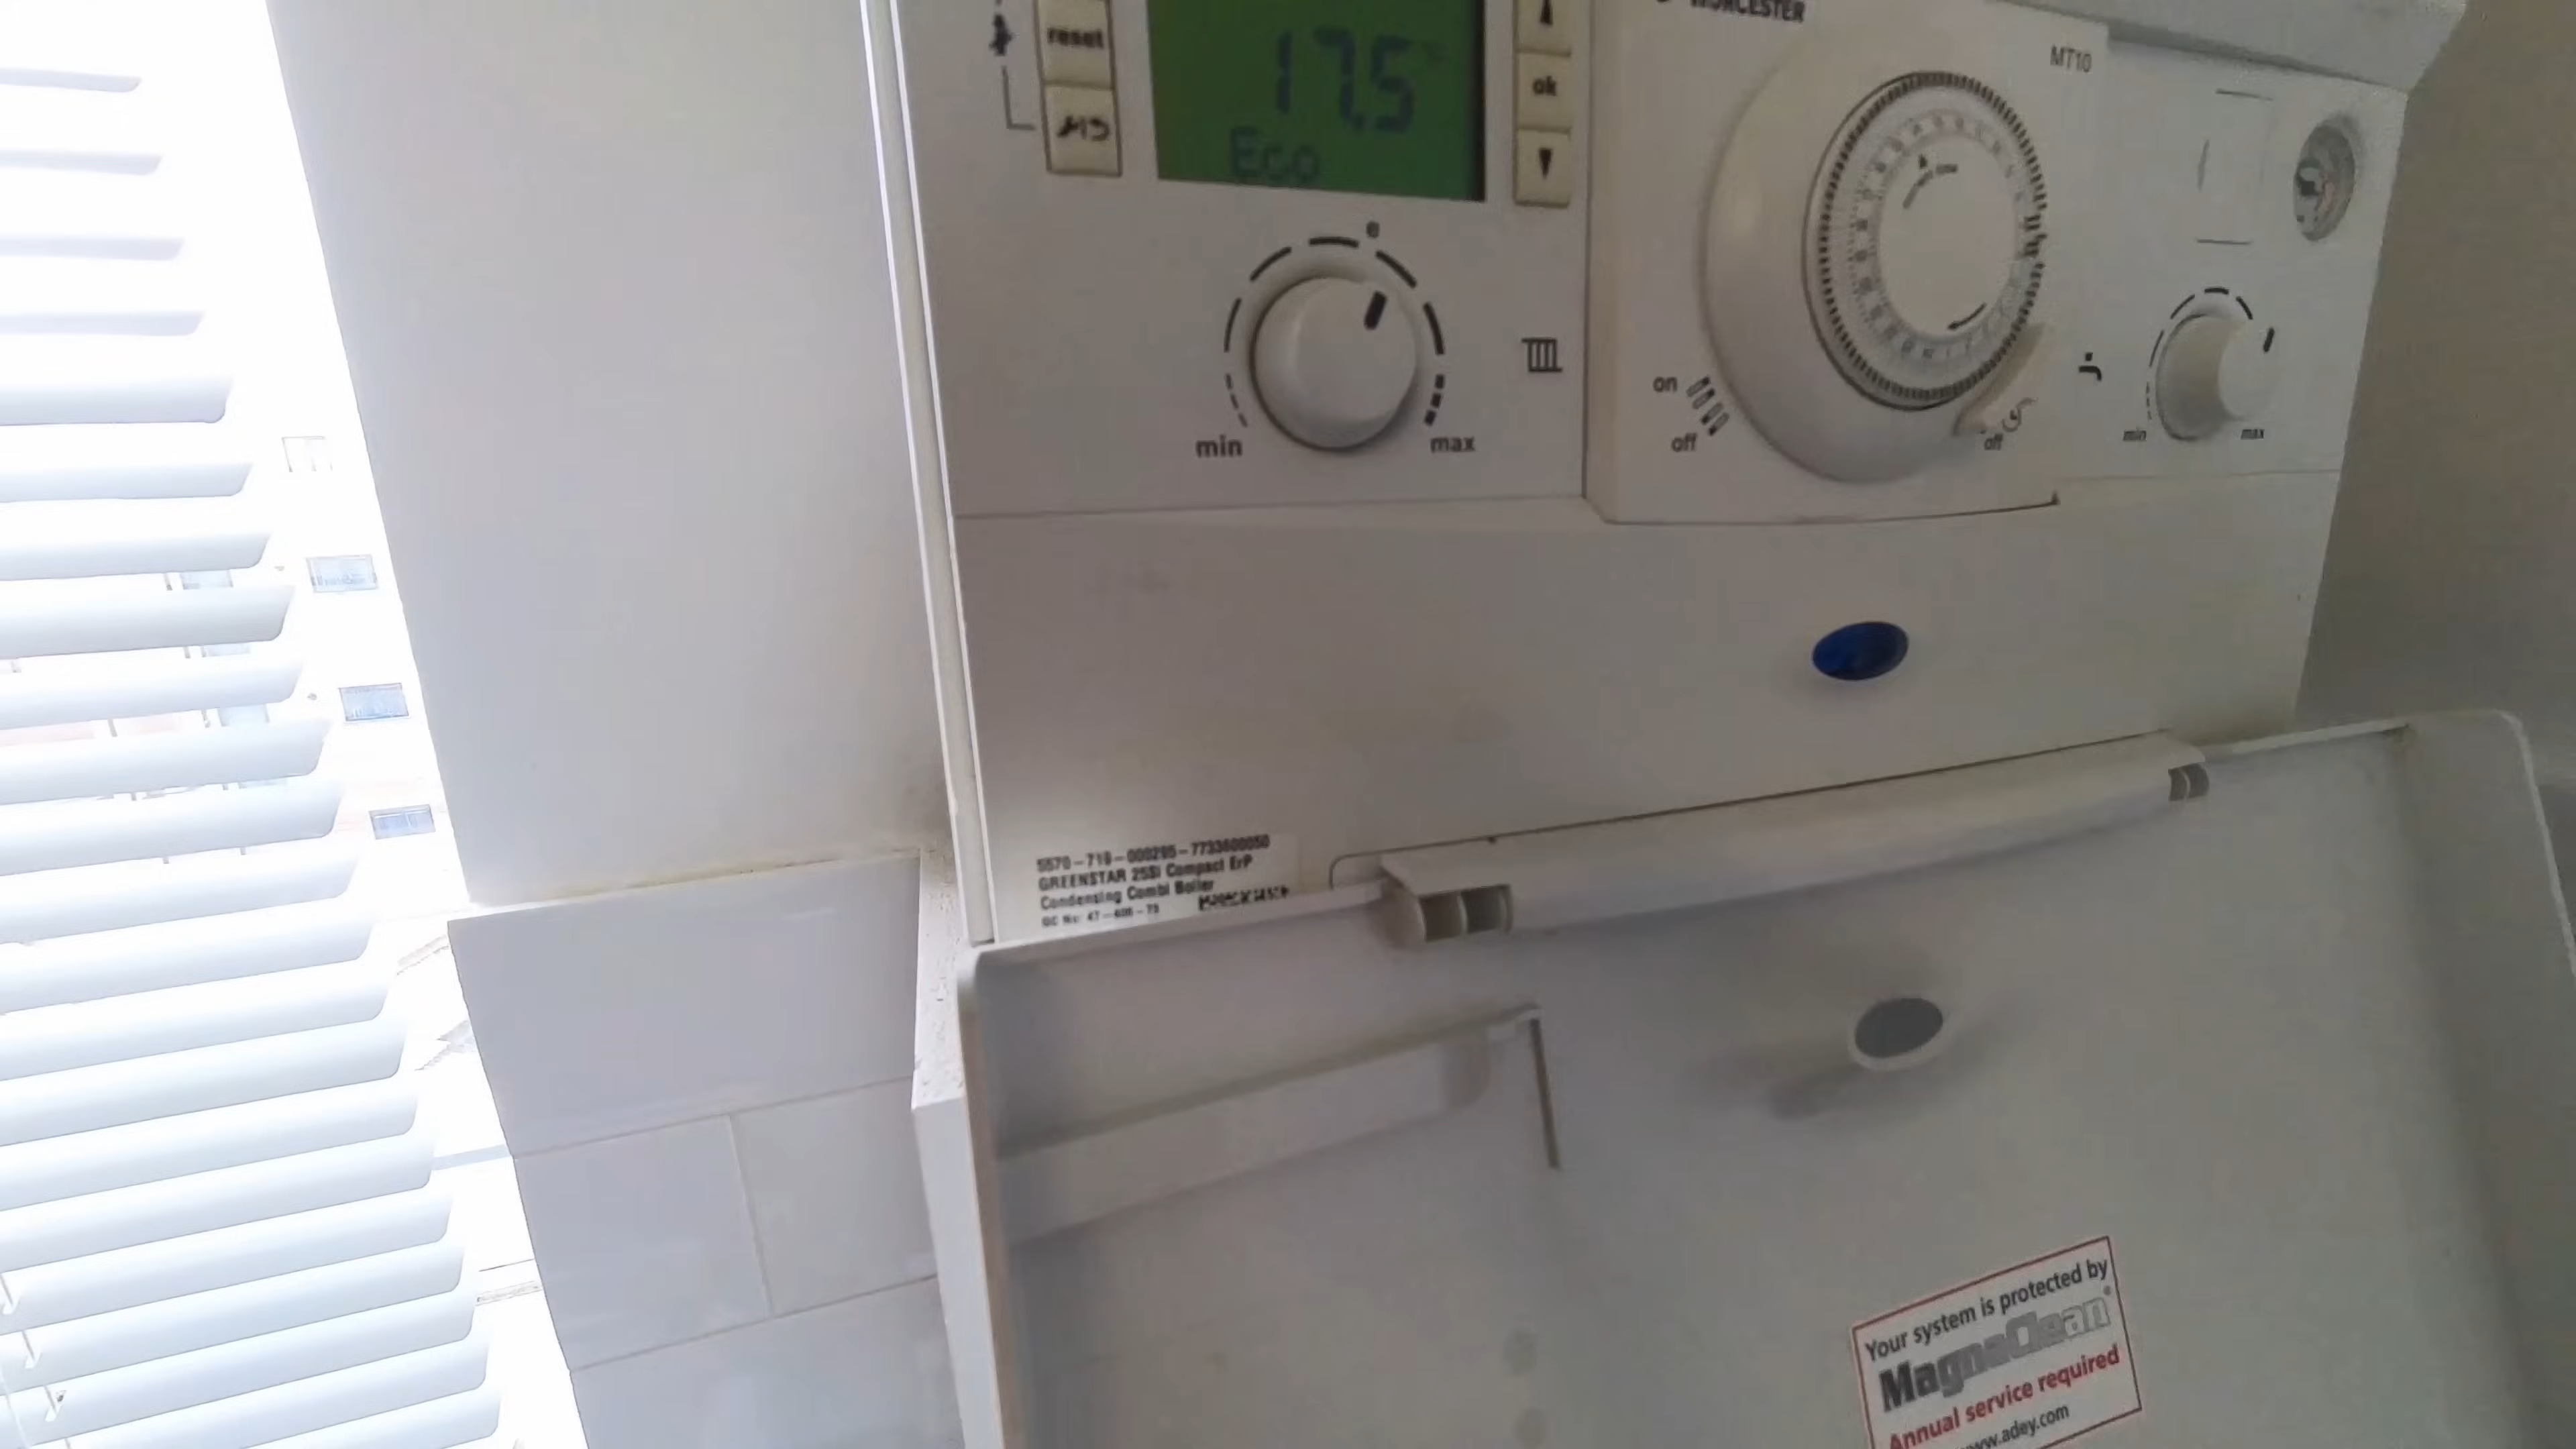 reset
17.5
Eco
ok
WORCESTER
MT10
e
min
max
on
off
off
min
max
GREENSTAR 25Si Compact ErP
Condensing Combi Boiler
Your system is protected by
MagnaClean®
Annual service required
www.adey.com